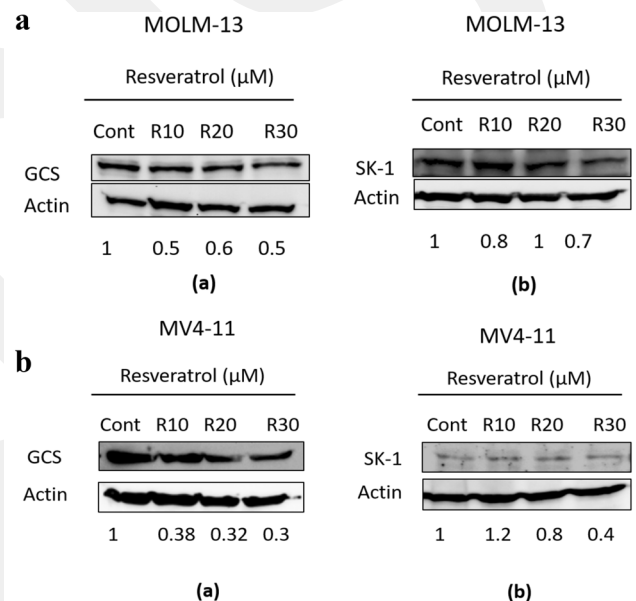 a
MOLM-13
Resveratrol (µM)
Cont R10 R20 R30
GCS
Actin
1 0.5 0.6 0.5
(a)
MOLM-13
Resveratrol (µM)
Cont R10 R20 R30
SK-1
Actin
1 0.8 1 0.7
(b)
b
MV4-11
Resveratrol (µM)
Cont R10 R20 R30
GCS
Actin
1 0.38 0.32 0.3
(a)
MV4-11
Resveratrol (µM)
Cont R10 R20 R30
SK-1
Actin
1 1.2 0.8 0.4
(b)